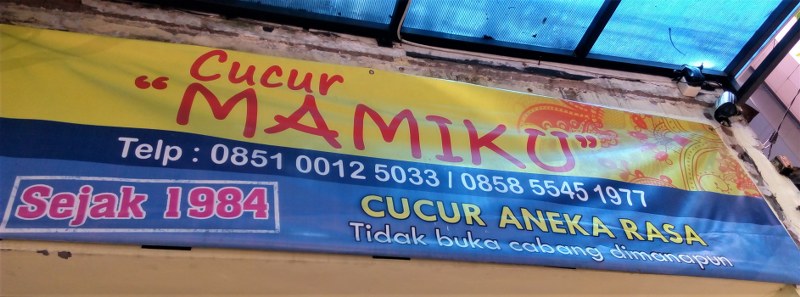 Cucur
"MAMIKU"
Telp : 0851 0012 5033 / 0858 5545 1977
Sejak 1984
CUCUR ANEKA RASA
Tidak buka cabang dimanapun